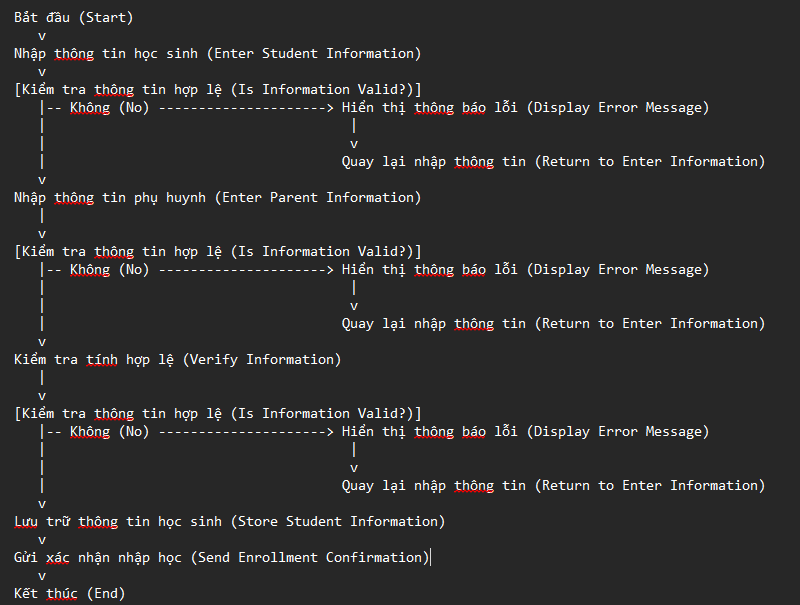 Bắt đầu (Start)
v
Nhập thông tin học sinh (Enter Student Information)
v
[Kiểm tra thông tin hợp lệ (Is Information Valid?)]
|-- Không (No) ---------------------> Hiển thị thông báo lỗi (Display Error Message)
| |
| v
| Quay lại nhập thông tin (Return to Enter Information)
v
Nhập thông tin phụ huynh (Enter Parent Information)
|
v
[Kiểm tra thông tin hợp lệ (Is Information Valid?)]
|-- Không (No) ---------------------> Hiển thị thông báo lỗi (Display Error Message)
| |
| v
| Quay lại nhập thông tin (Return to Enter Information)
v
Kiểm tra tính hợp lệ (Verify Information)
|
v
[Kiểm tra thông tin hợp lệ (Is Information Valid?)]
|-- Không (No) ---------------------> Hiển thị thông báo lỗi (Display Error Message)
| |
| v
| Quay lại nhập thông tin (Return to Enter Information)
v
Lưu trữ thông tin học sinh (Store Student Information)
v
Gửi xác nhận nhập học (Send Enrollment Confirmation)
v
Kết thúc (End)